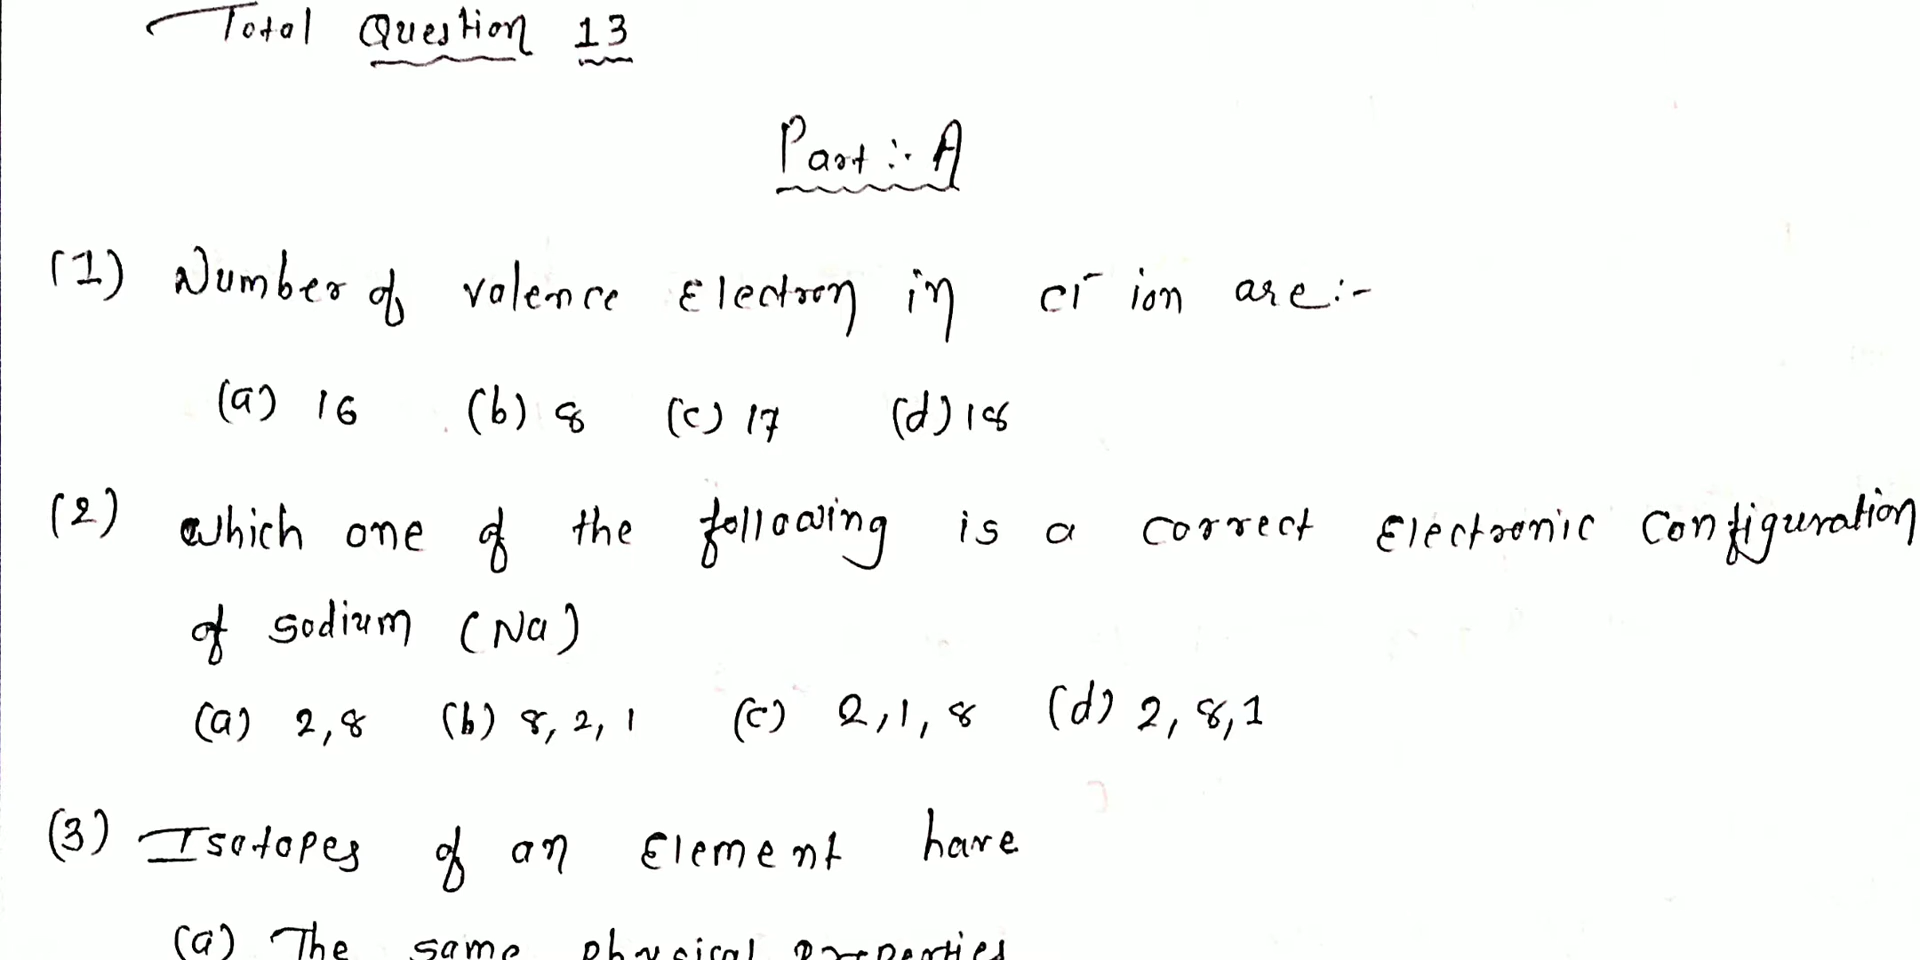 Total Question 13
Part :- A
(1) Number of valence Electron in Cl⁻ ion are:-
(a) 16 (b) 8 (c) 17 (d) 18
(2) which one of the following is a correct Electronic Configuration
of sodium (Na)
(a) 2,8 (b) 8, 2, 1 (c) 2,1, 8 (d) 2, 8,1
(3) Isotopes of an Element have
(a) The same physical properties